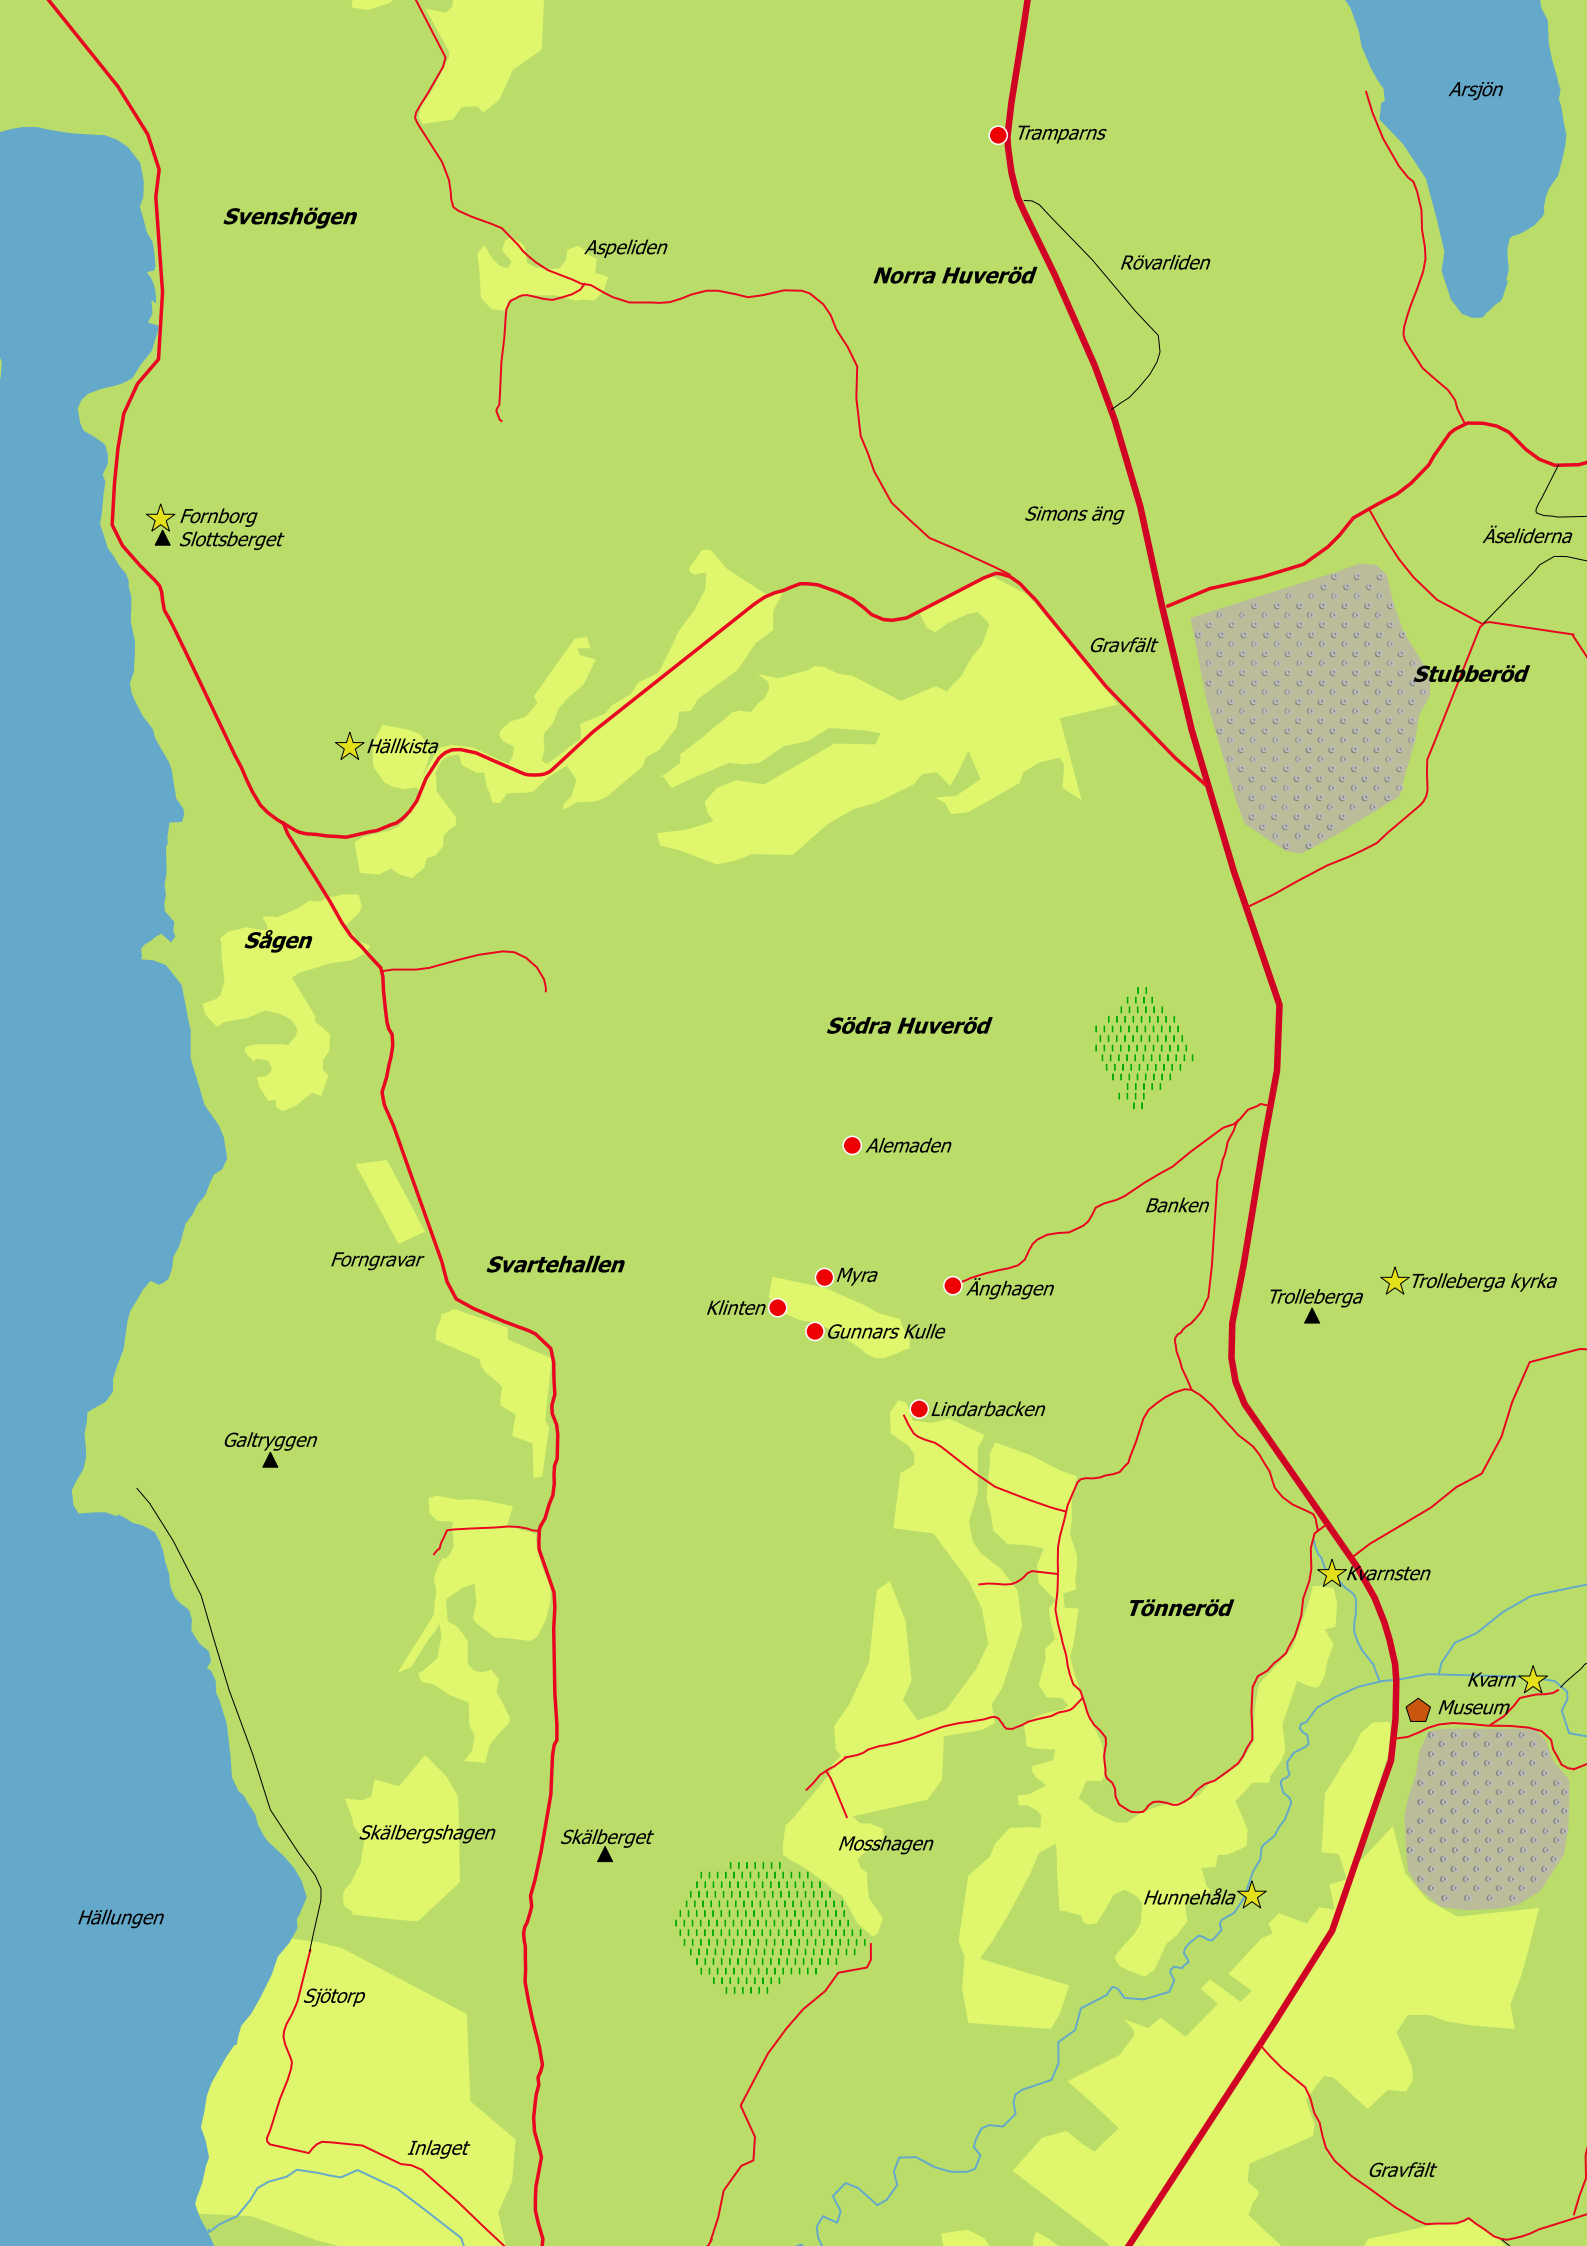 Arsjön
Tramparns
Svenshögen
Aspeliden
Rövarliden
Norra Huveröd
Simons äng
Fornborg
Slottsberget
Äseliderna
Gravfält
Stubberöd
Hällkista
Sågen
Södra Huveröd
Alemaden
Banken
Forngravar
Svartehallen
Myra
Änghagen
Trolleberga kyrka
Trolleberga
Klinten
Gunnars Kulle
Lindarbacken
Galtryggen
Kvarnsten
Tönneröd
Kvarn
Museum
Skälbergshagen
Skälberget
Mosshagen
Hunnehåla
Hällungen
Sjötorp
Inlaget
Gravfält